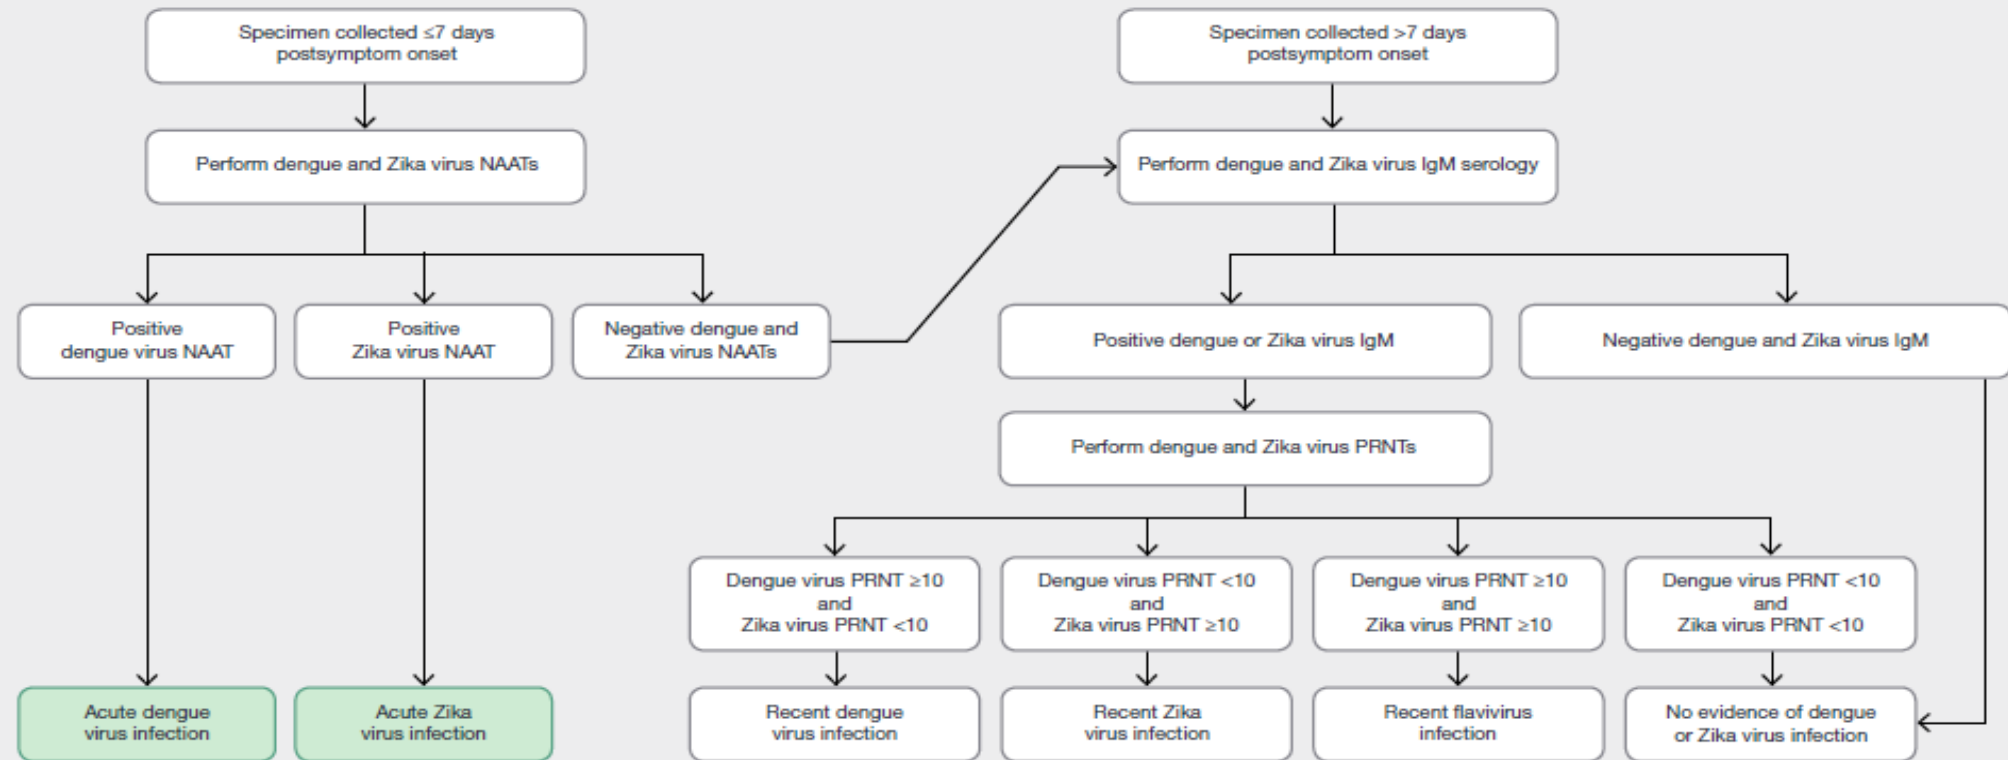 Specimen collected ≤7 days
postsymptom onset
Perform dengue and Zika virus NAATs
Positive
dengue virus NAAT
Positive
Zika virus NAAT
Negative dengue and
Zika virus NAATs
Acute dengue
virus infection
Acute Zika
virus infection
Specimen collected >7 days
postsymptom onset
Perform dengue and Zika virus IgM serology
Positive dengue or Zika virus IgM
Negative dengue and Zika virus IgM
Perform dengue and Zika virus PRNTs
Dengue virus PRNT ≥10
and
Zika virus PRNT <10
Dengue virus PRNT <10
and
Zika virus PRNT ≥10
Dengue virus PRNT ≥10
and
Zika virus PRNT ≥10
Dengue virus PRNT <10
and
Zika virus PRNT <10
Recent dengue
virus infection
Recent Zika
virus infection
Recent flavivirus
infection
No evidence of dengue
or Zika virus infection